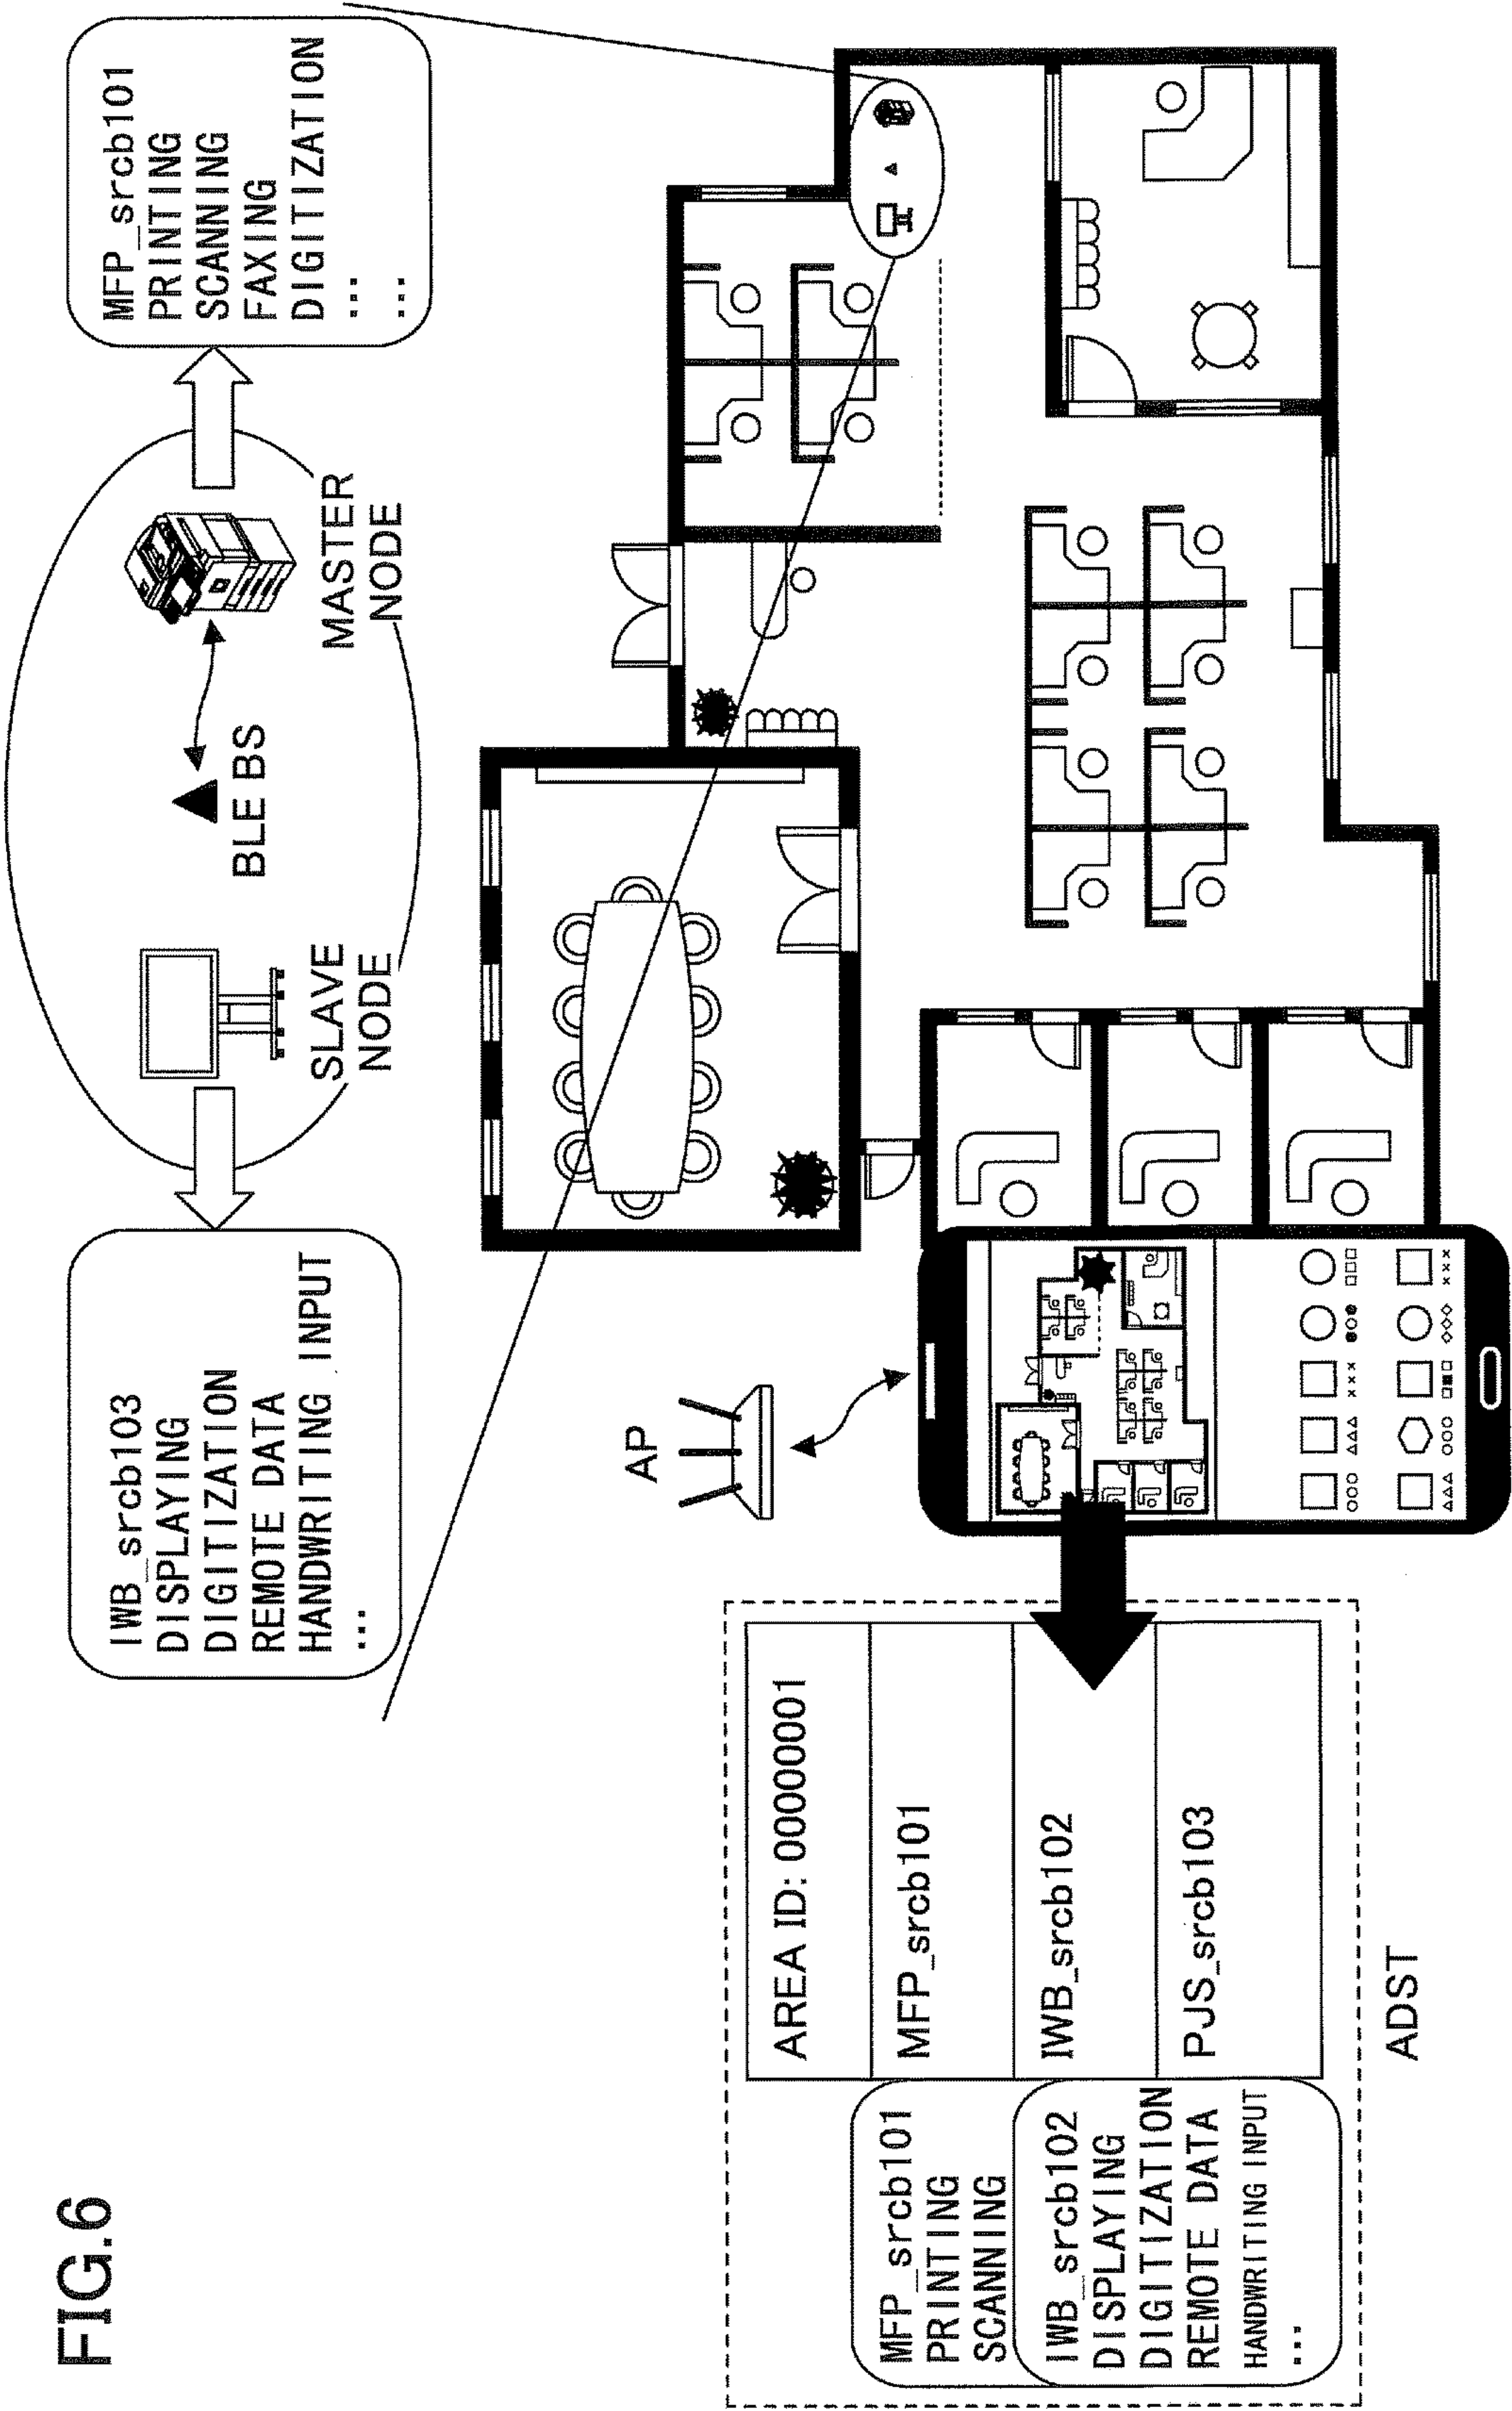 FIG.6
IWB_srcb103
DISPLAYING
DIGITIZATION
REMOTE DATA
HANDWRITING INPUT
...
SLAVE
NODE
BLE BS
MASTER
NODE
MFP_srcb101
PRINTING
SCANNING
FAXING
DIGITIZATION
...
...
AP
AREA ID: 00000001
MFP_srcb101
IWB_srcb102
PJS_srcb103
MFP_srcb101
PRINTING
SCANNING
IWB_srcb102
DISPLAYING
DIGITIZATION
REMOTE DATA
HANDWRITING INPUT
...
ADST